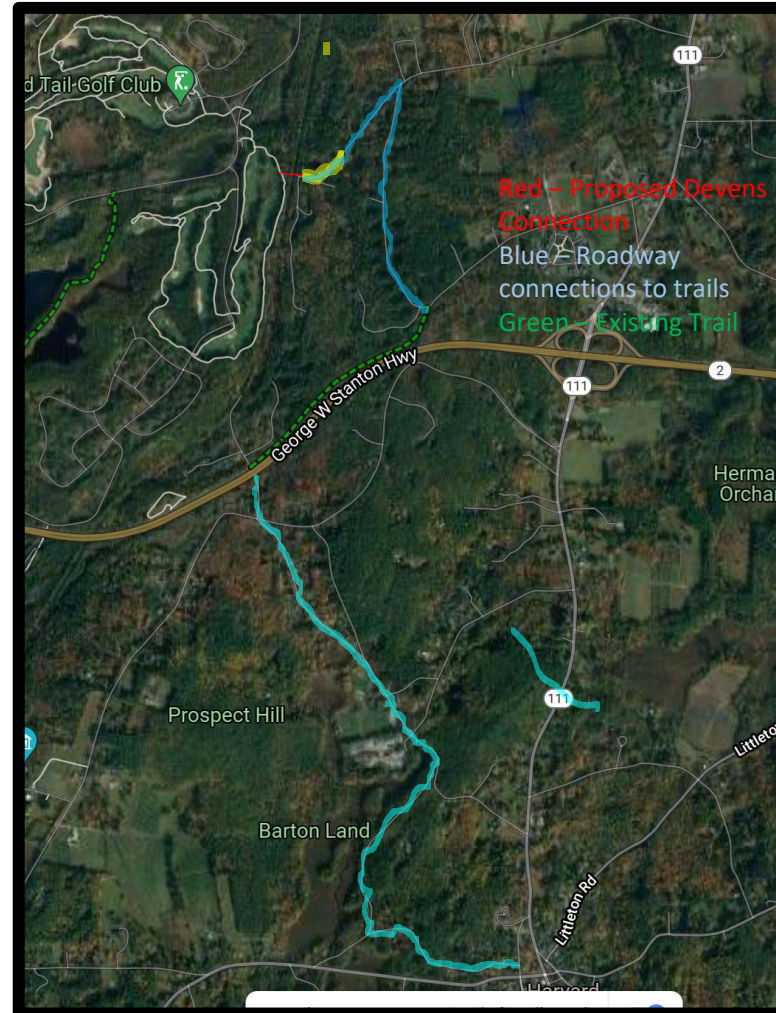 111
d Tail Golf Club
Red – Proposed Devens
Connection
Blue – Roadway
connections to trails
Green – Existing Trail
George W Stanton Hwy
2
111
Herma
Orchar
111
Prospect Hill
Littleto
Barton Land
Littleton Rd
Harvard